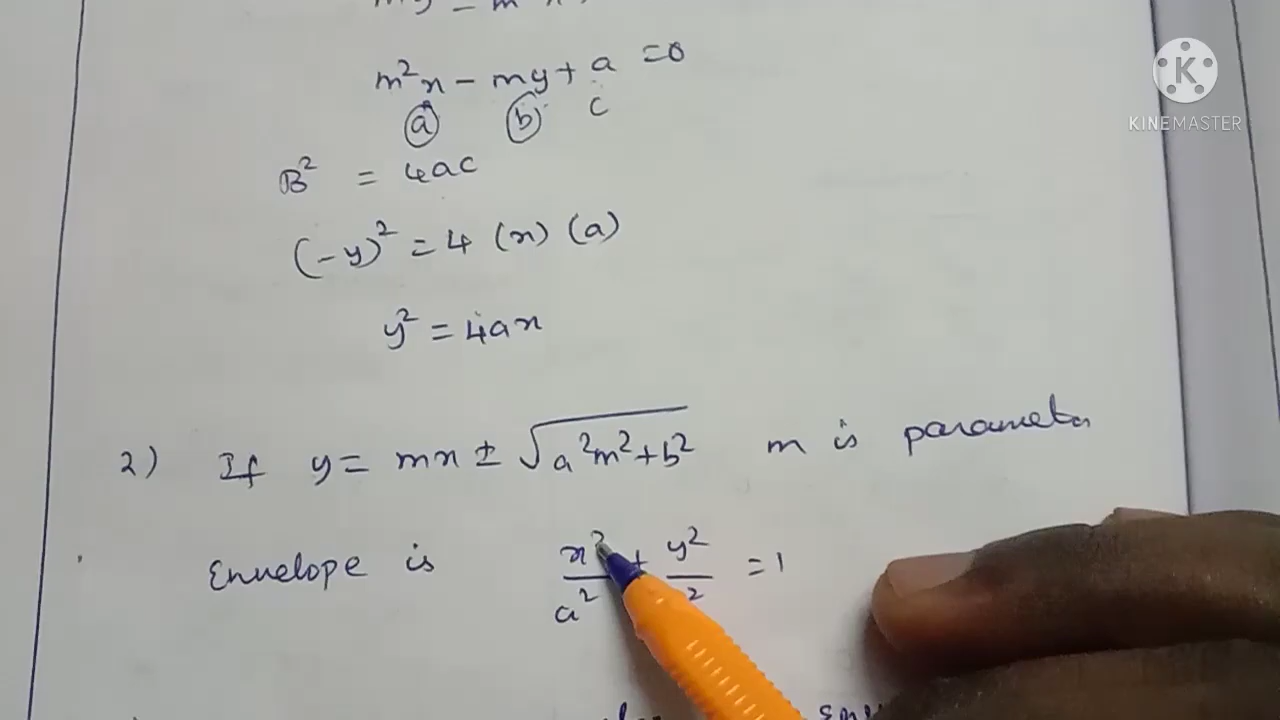 m²x - my + a = 0
a b c
B² = 4ac
(-y)² = 4 (x) (a)
y² = 4ax
2) If y = mx ± √a²m²+b² m is parameter
Envelope is x²/a² + y²/ 2 = 1
KINEMASTER